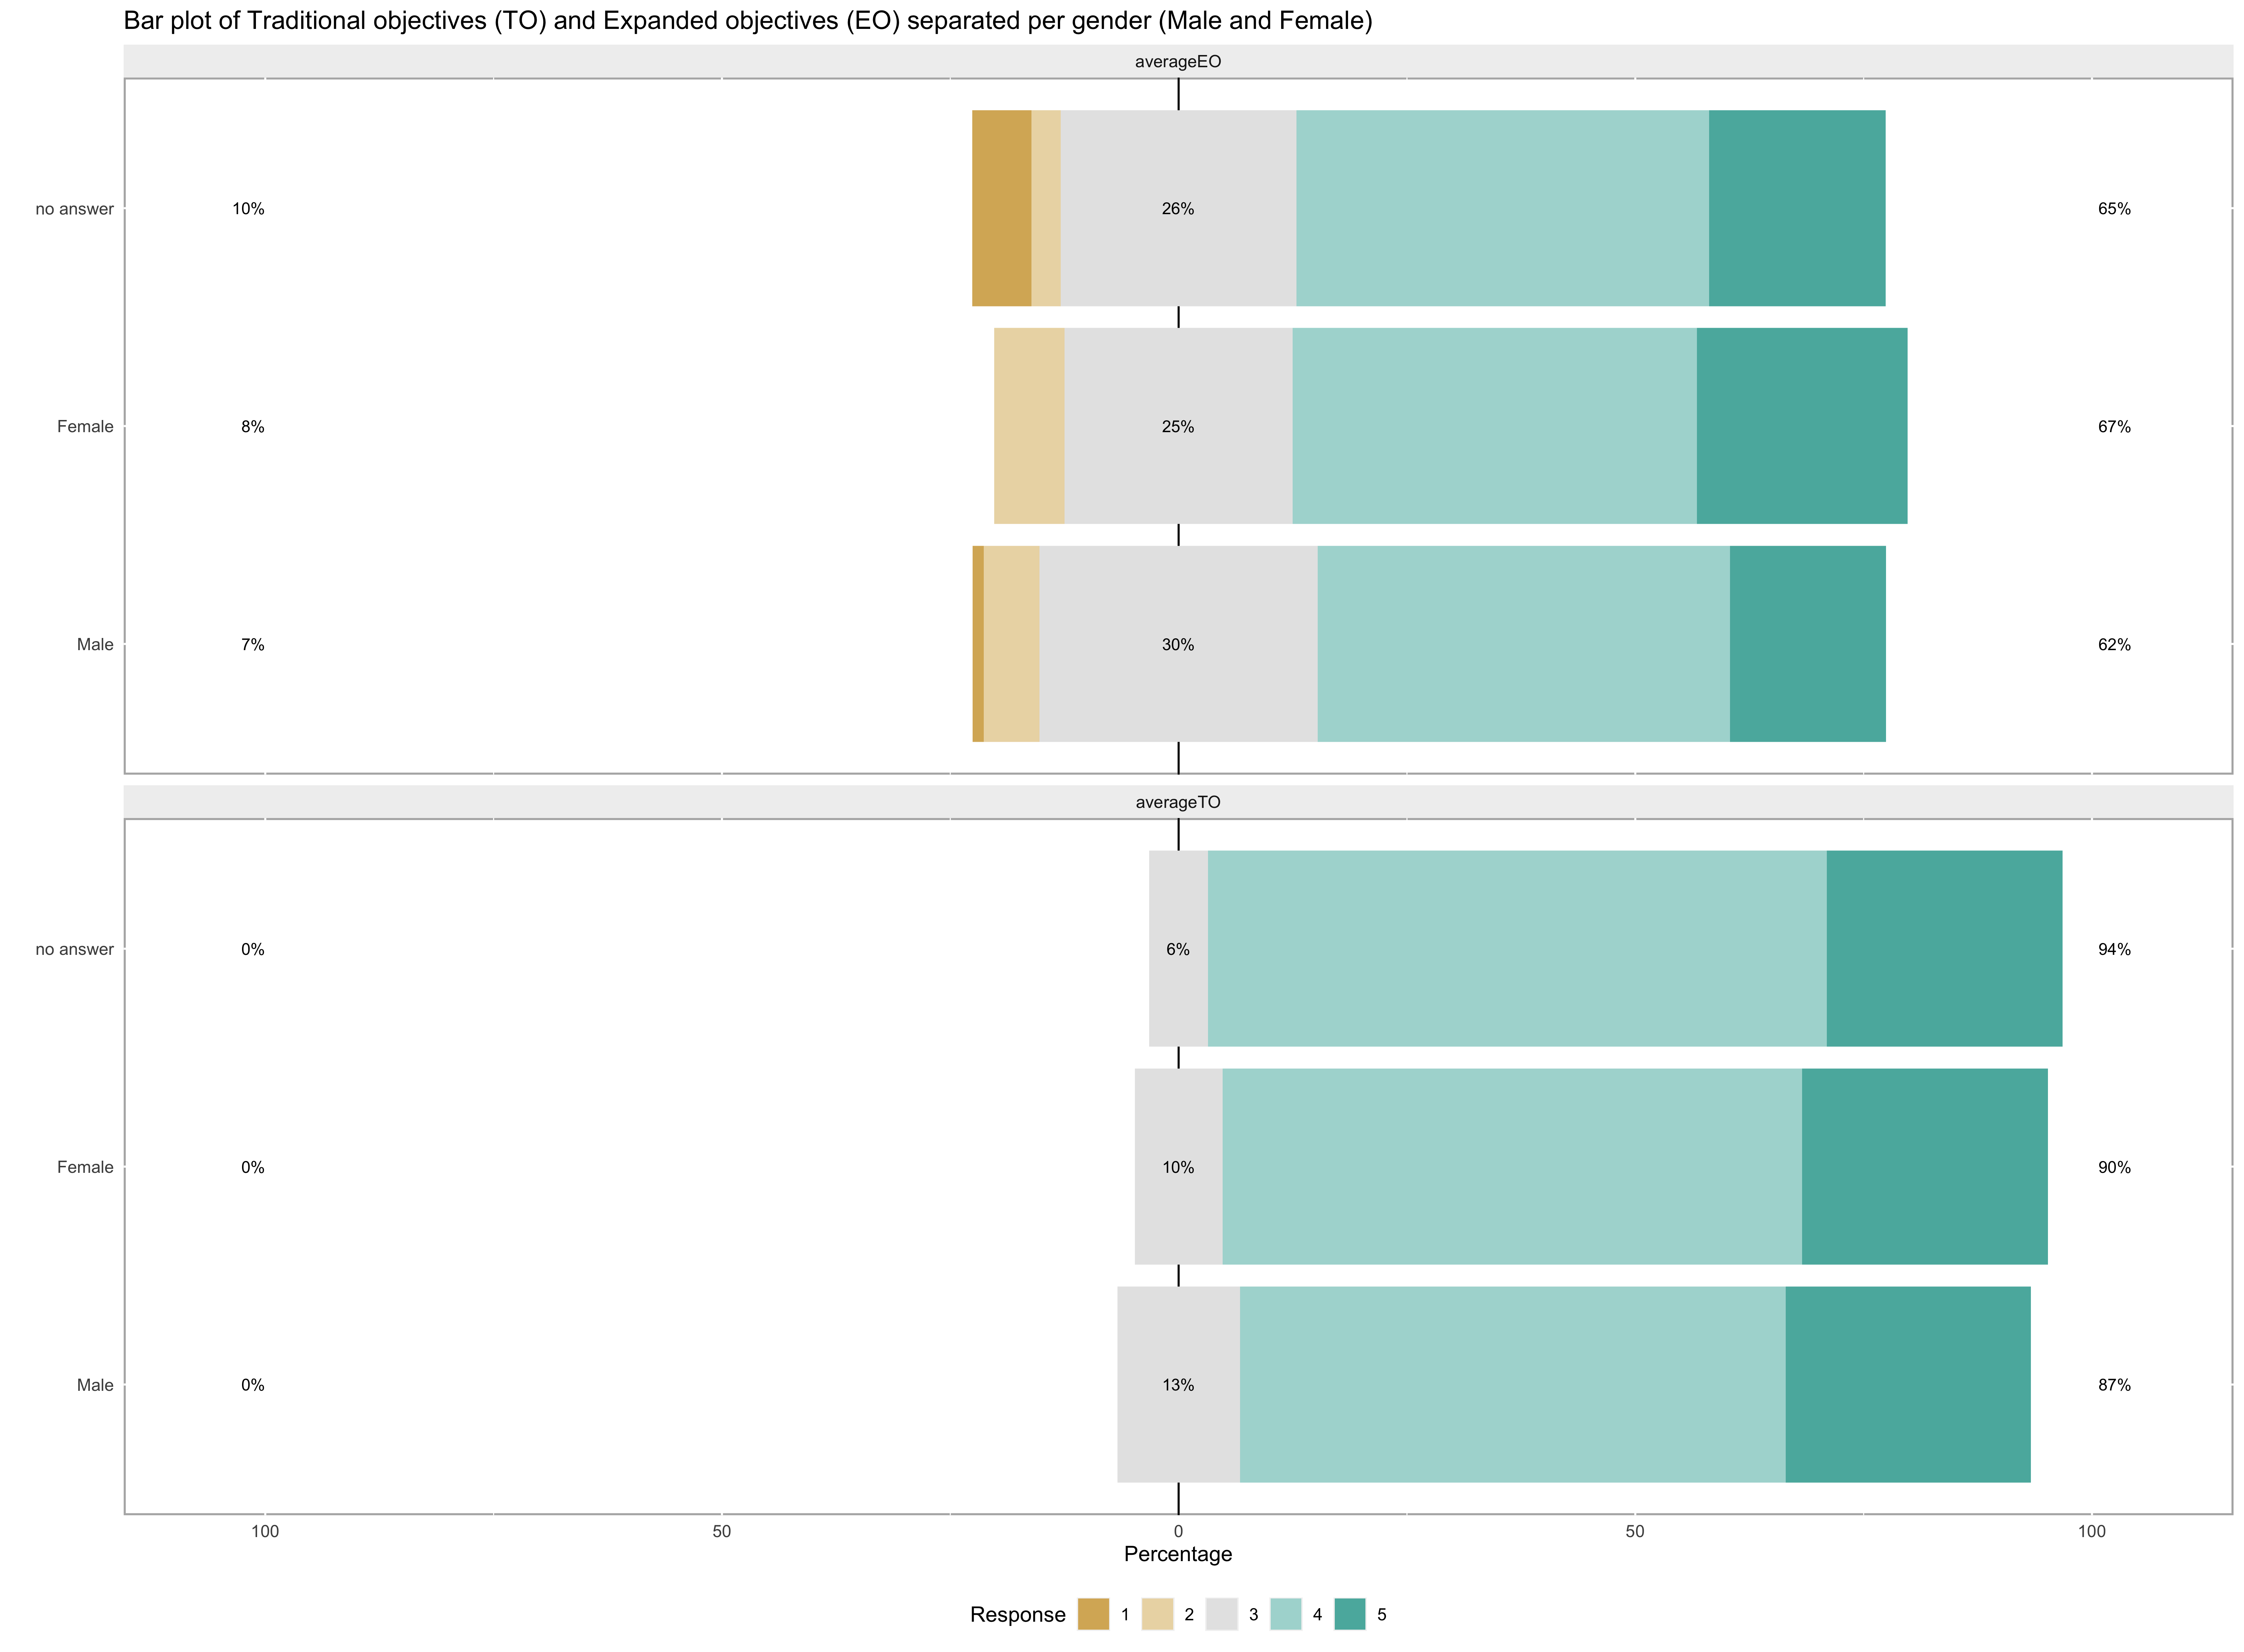 Bar plot of Traditional objectives (TO) and Expanded objectives (EO) separated per gender (Male and Female)
averageEO
no answer 10% 26% 65%
Female 8% 25% 67%
Male 7% 30% 62%
averageTO
no answer 0% 6% 94%
Female 0% 10% 90%
Male 0% 13% 87%
100 50 0 50 100
Percentage
Response 1 2 3 4 5